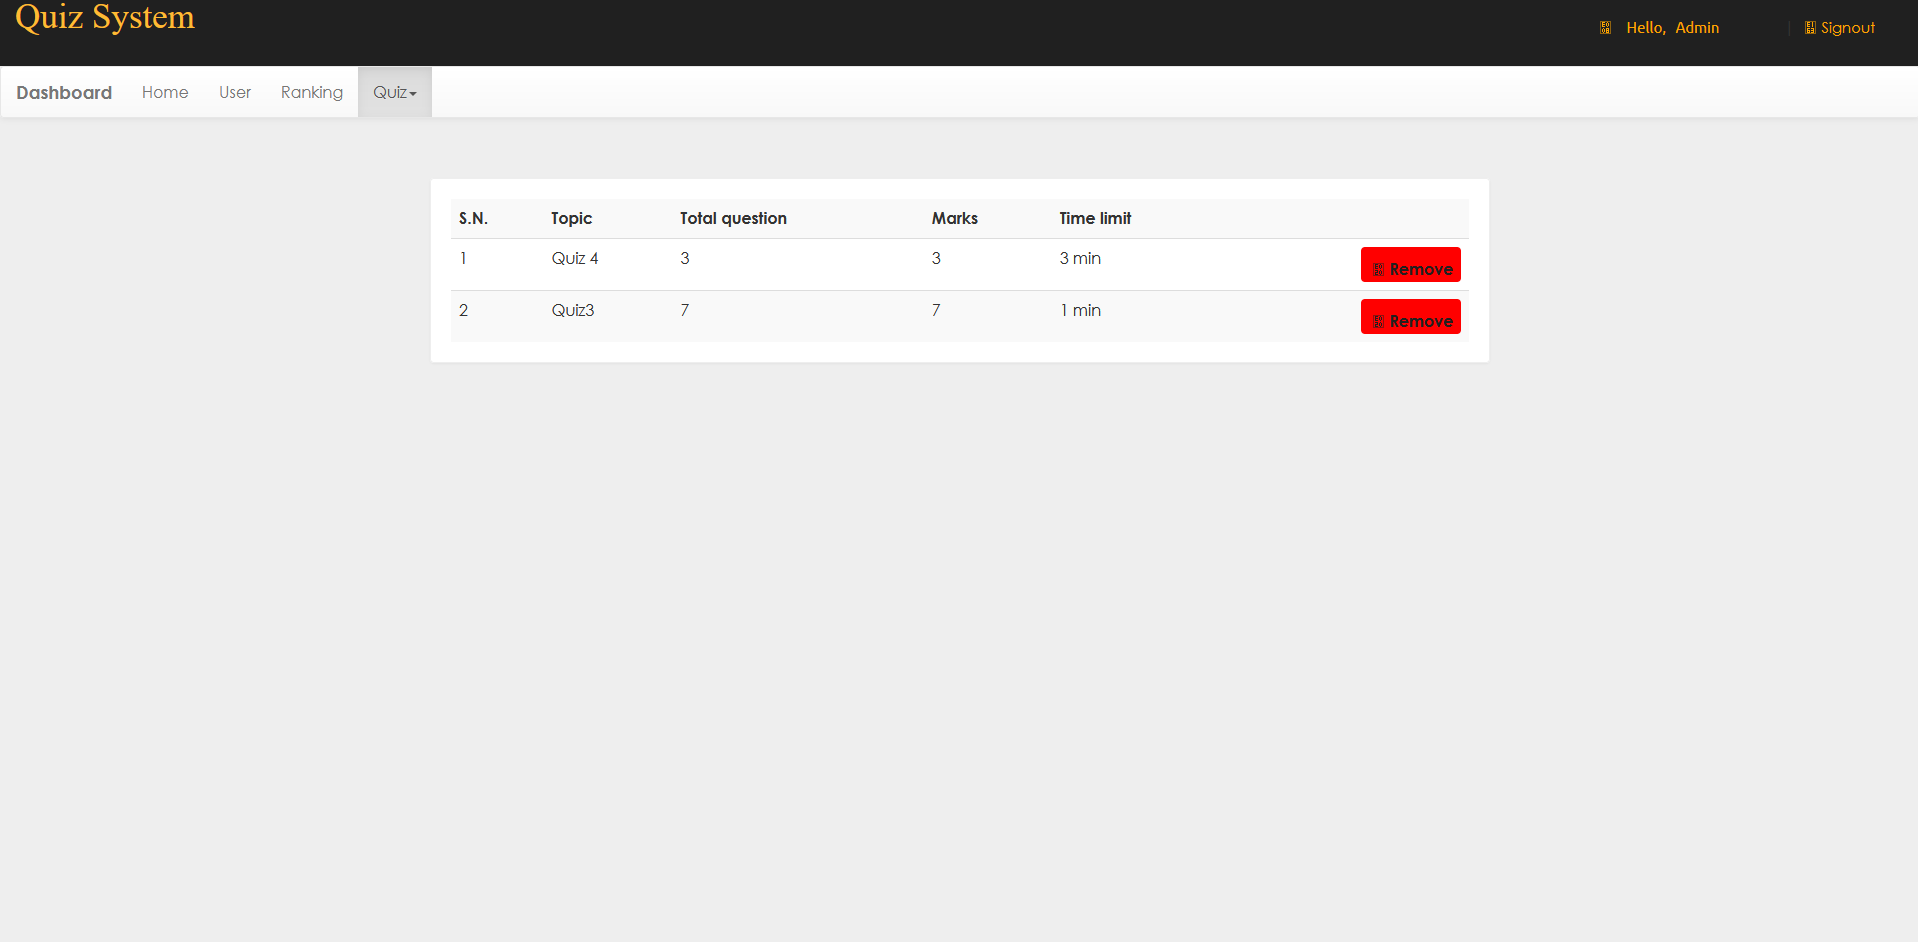 Quiz System
Hello, Admin | Signout
Dashboard Home User Ranking Quiz
S.N. Topic Total question Marks Time limit
1 Quiz 4 3 3 3 min Remove
2 Quiz3 7 7 1 min Remove